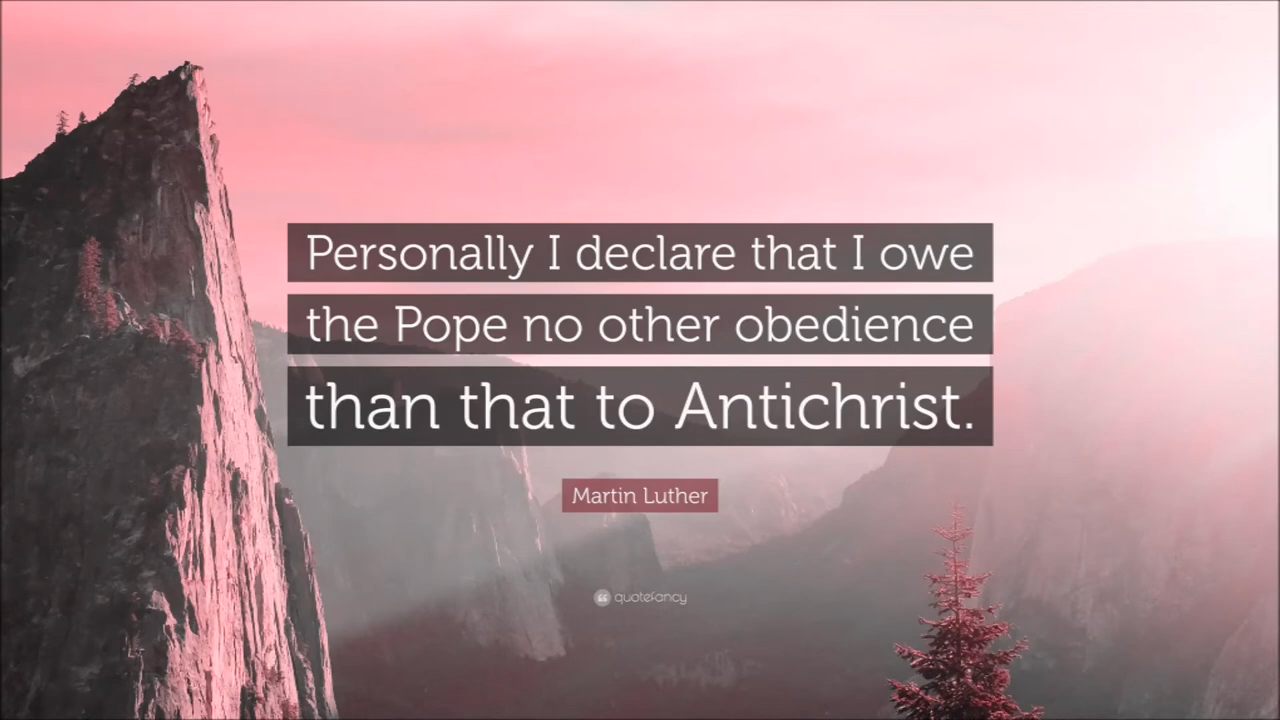 Personally I declare that I owe
the Pope no other obedience
than that to Antichrist.
Martin Luther
quotefancy